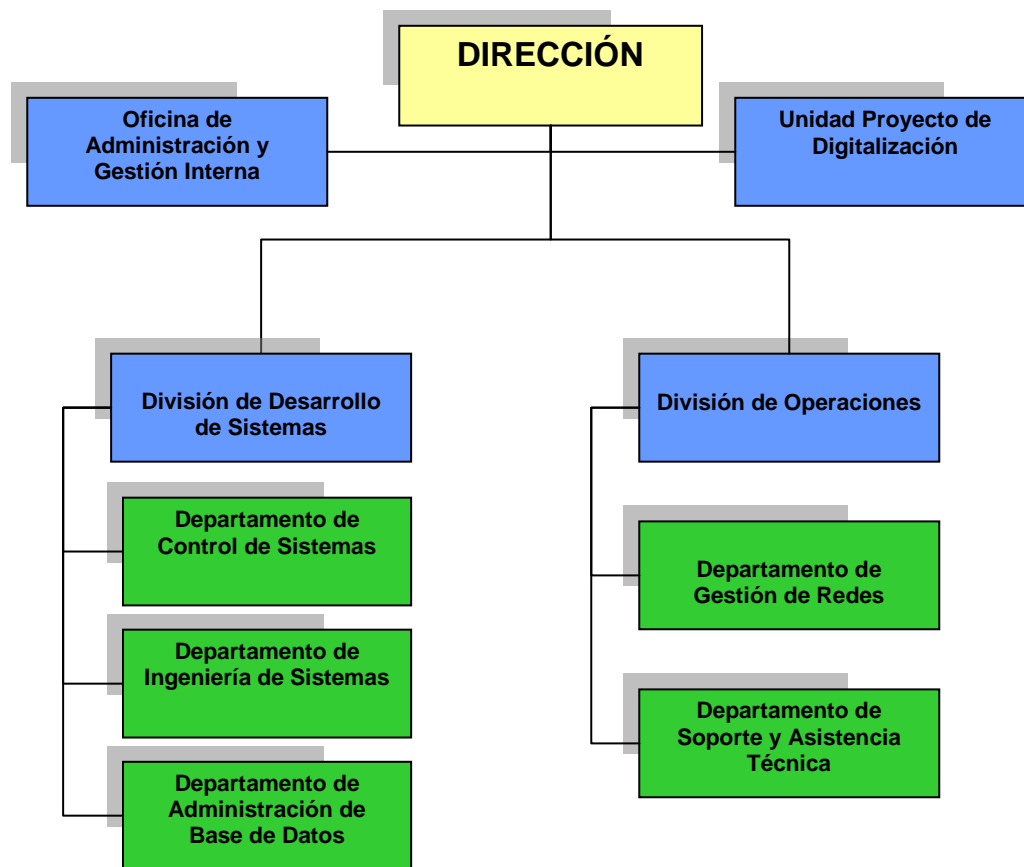 DIRECCIÓN
Oficina de
Administración y
Gestión Interna
Unidad Proyecto de
Digitalización
División de Desarrollo
de Sistemas
Departamento de
Control de Sistemas
Departamento de
Ingeniería de Sistemas
Departamento de
Administración de
Base de Datos
División de Operaciones
Departamento de
Gestión de Redes
Departamento de
Soporte y Asistencia
Técnica